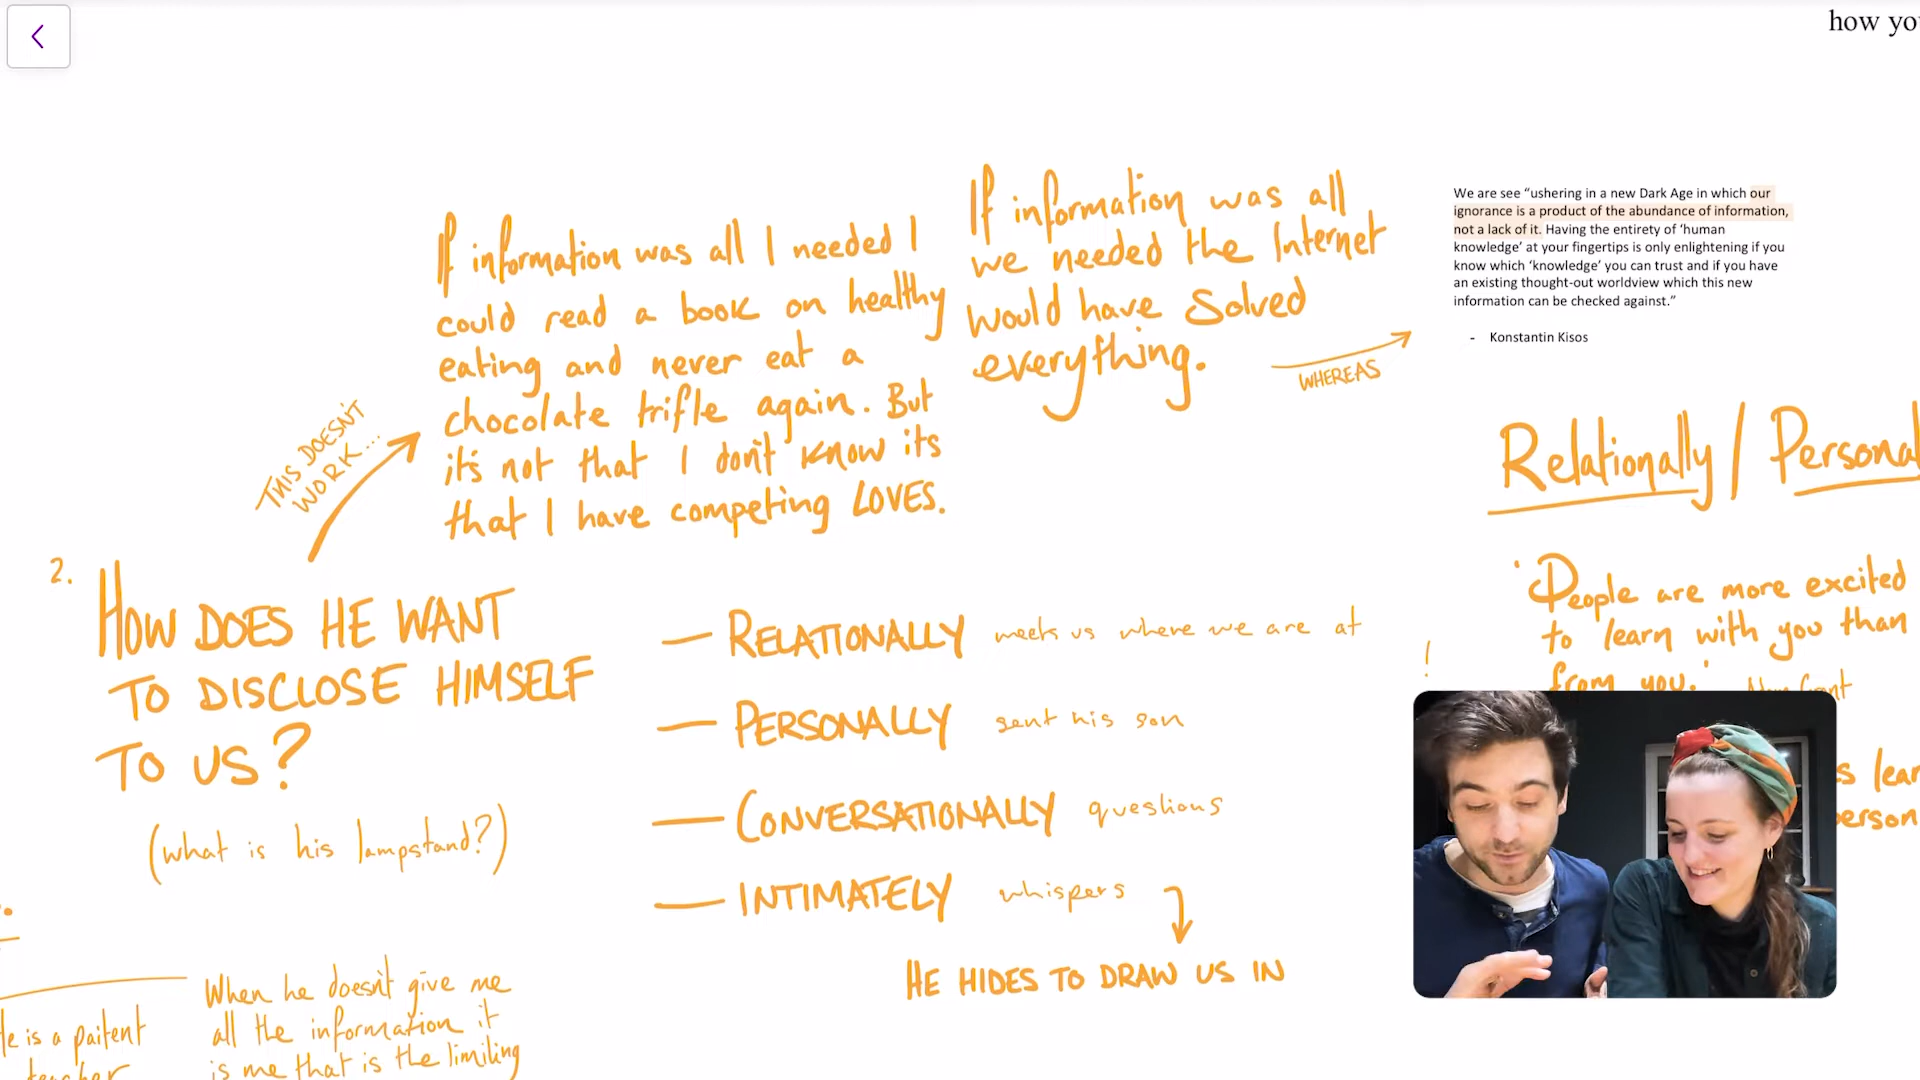 how yo
If information was all I needed I
could read a book on healthy
eating and never eat a
chocolate trifle again. But
it's not that I don't know its
that I have competing LOVES.
If information was all
we needed the Internet
would have solved
everything.
WHEREAS
We are see “ushering in a new Dark Age in which our
ignorance is a product of the abundance of information,
not a lack of it. Having the entirety of ‘human
knowledge’ at your fingertips is only enlightening if you
know which ‘knowledge’ you can trust and if you have
an existing thought-out worldview which this new
information can be checked against.”
- Konstantin Kisos
THIS DOESN'T
WORK...
Relationally / Personal
2.
HOW DOES HE WANT
TO DISCLOSE HIMSELF
TO US?
(what is his lampstand?)
— RELATIONALLY meets us where we are at
— PERSONALLY sent his son
— CONVERSATIONALLY questions
— INTIMATELY whispers
HE HIDES TO DRAW US IN
!
'People are more excited
to learn with you than
from you.'
s lear
erson
He is a paitent
teacher
When he doesn't give me
all the information it
is me that is the limiting